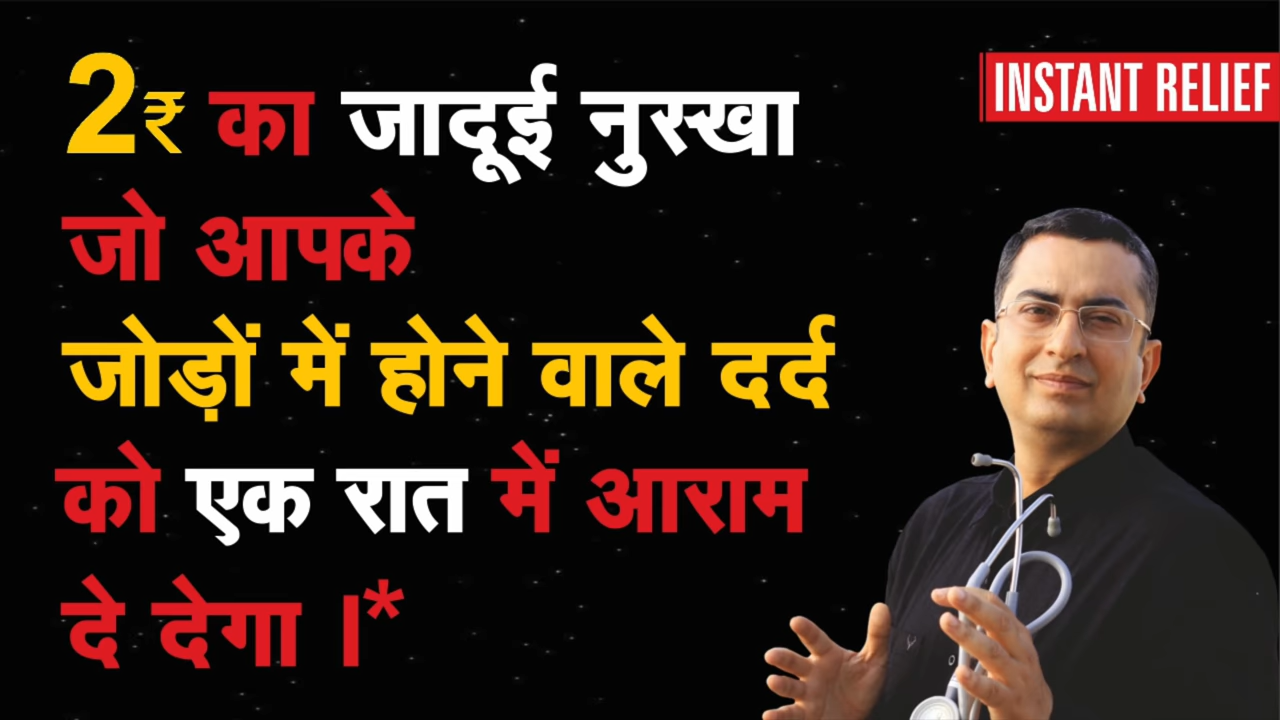 2₹ का जादूई नुस्खा
INSTANT RELIEF
जो आपके
जोड़ों में होने वाले दर्द
को एक रात में आराम
दे देगा ।*